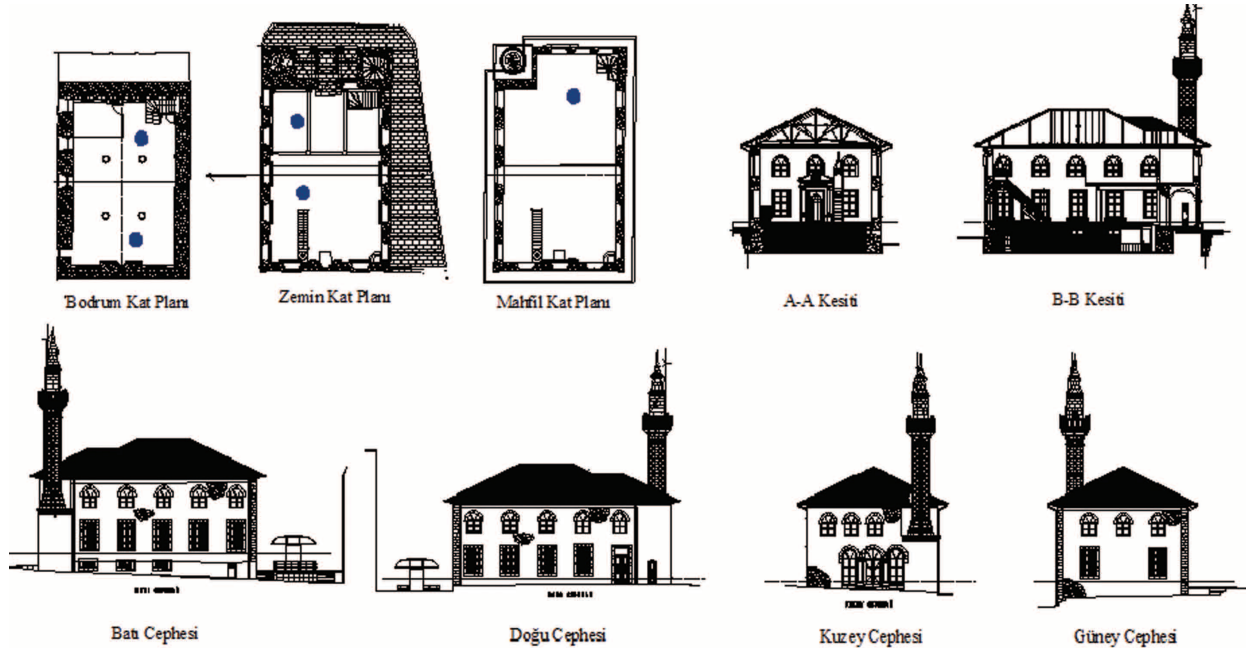 Bodrum Kat Planı
Zemin Kat Planı
Mahfil Kat Planı
A-A Kesiti
B-B Kesiti
Batı Cephesi
Doğu Cephesi
Kuzey Cephesi
Güney Cephesi